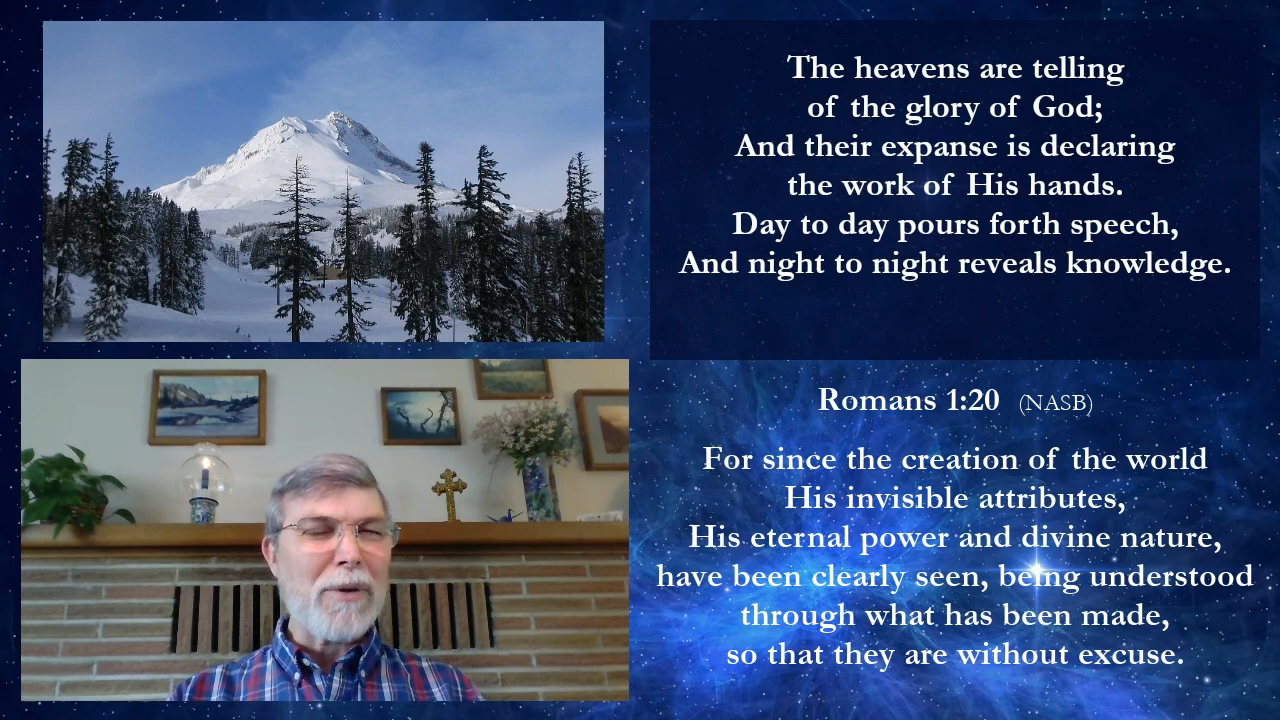 The heavens are telling
of the glory of God;
And their expanse is declaring
the work of His hands.
Day to day pours forth speech,
And night to night reveals knowledge.
Romans 1:20 (NASB)
For since the creation of the world
His invisible attributes,
His eternal power and divine nature,
have been clearly seen, being understood
through what has been made,
so that they are without excuse.